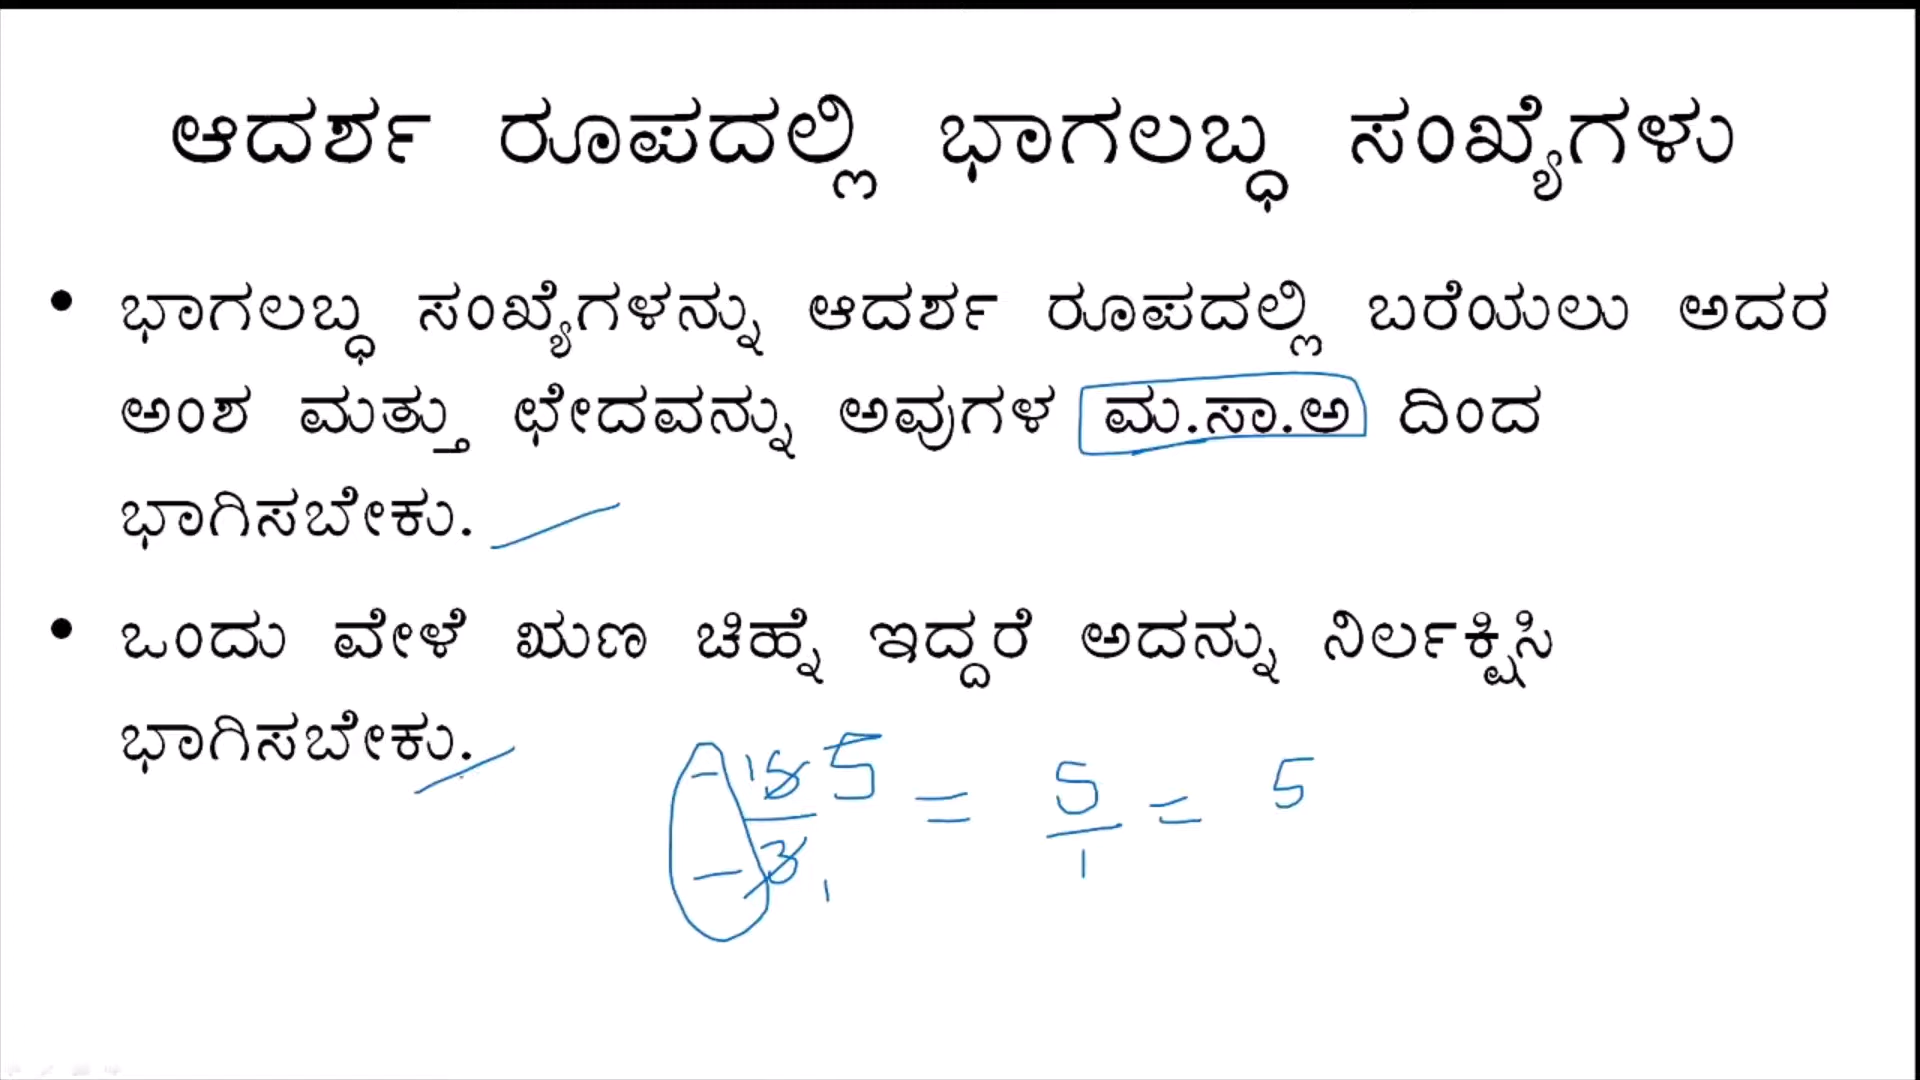 ಆದರ್ಶ ರೂಪದಲ್ಲಿ ಭಾಗಲಬ್ಧ ಸಂಖ್ಯೆಗಳು
• ಭಾಗಲಬ್ಧ ಸಂಖ್ಯೆಗಳನ್ನು ಆದರ್ಶ ರೂಪದಲ್ಲಿ ಬರೆಯಲು ಅದರ
ಅಂಶ ಮತ್ತು ಛೇದವನ್ನು ಅವುಗಳ ಮ.ಸಾ.ಅ ದಿಂದ
ಭಾಗಿಸಬೇಕು.
• ಒಂದು ವೇಳೆ ಋಣ ಚಿಹ್ನೆ ಇದ್ದರೆ ಅದನ್ನು ನಿರ್ಲಕ್ಷಿಸಿ
ಭಾಗಿಸಬೇಕು.
-15 5 = 5 = 5
-3 1 1